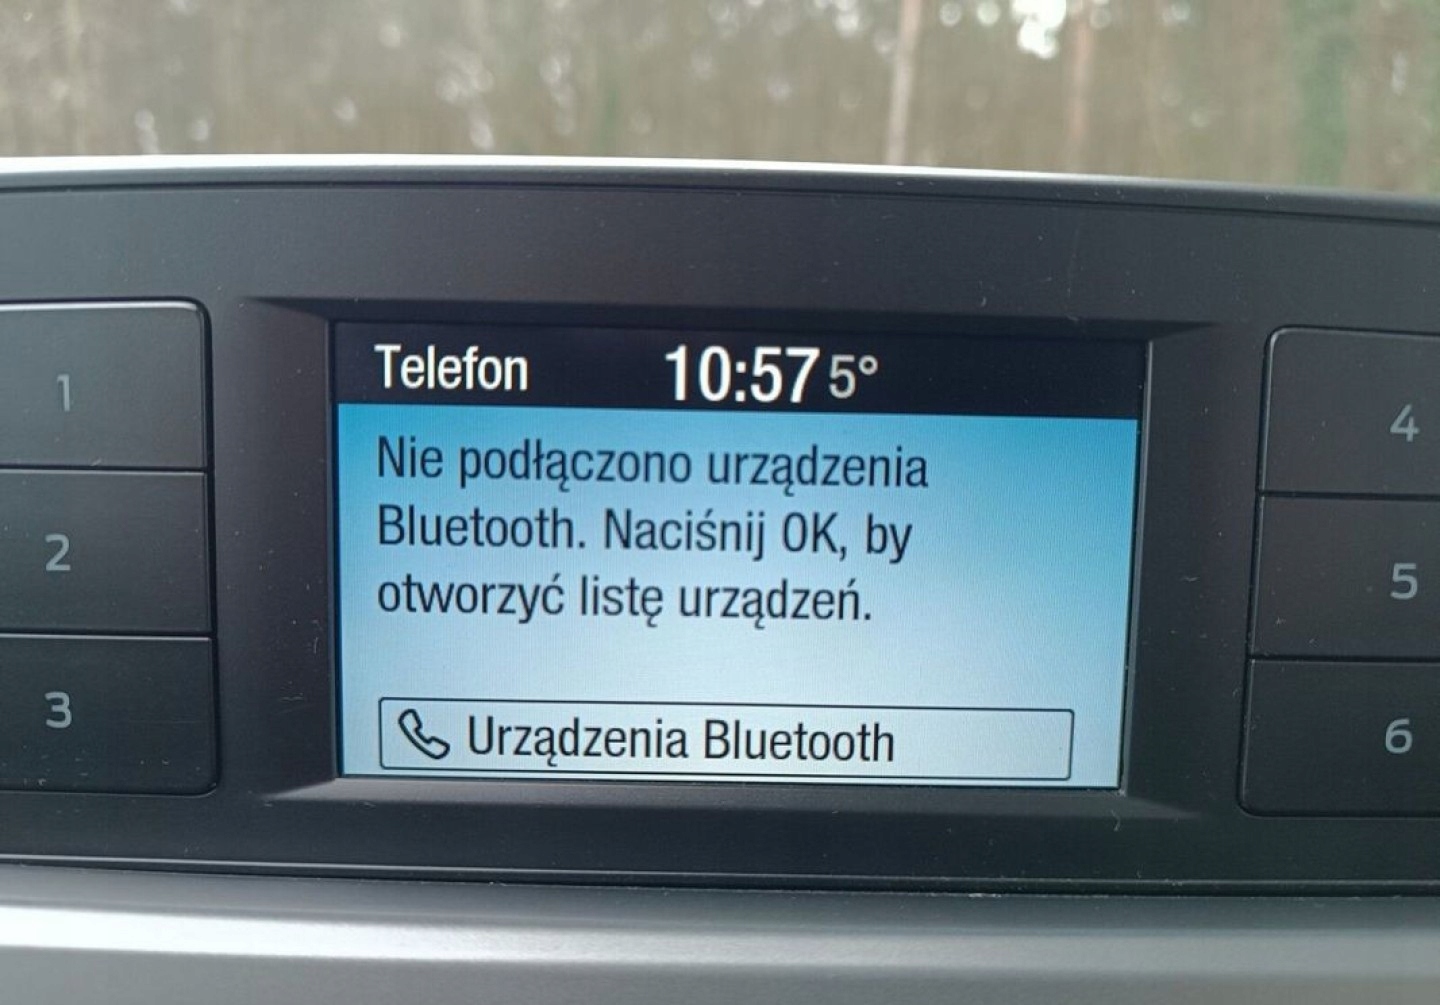 Telefon 10:57 5°
Nie podłączono urządzenia
Bluetooth. Naciśnij OK, by
otworzyć listę urządzeń.
Urządzenia Bluetooth
1
2
3
4
5
6